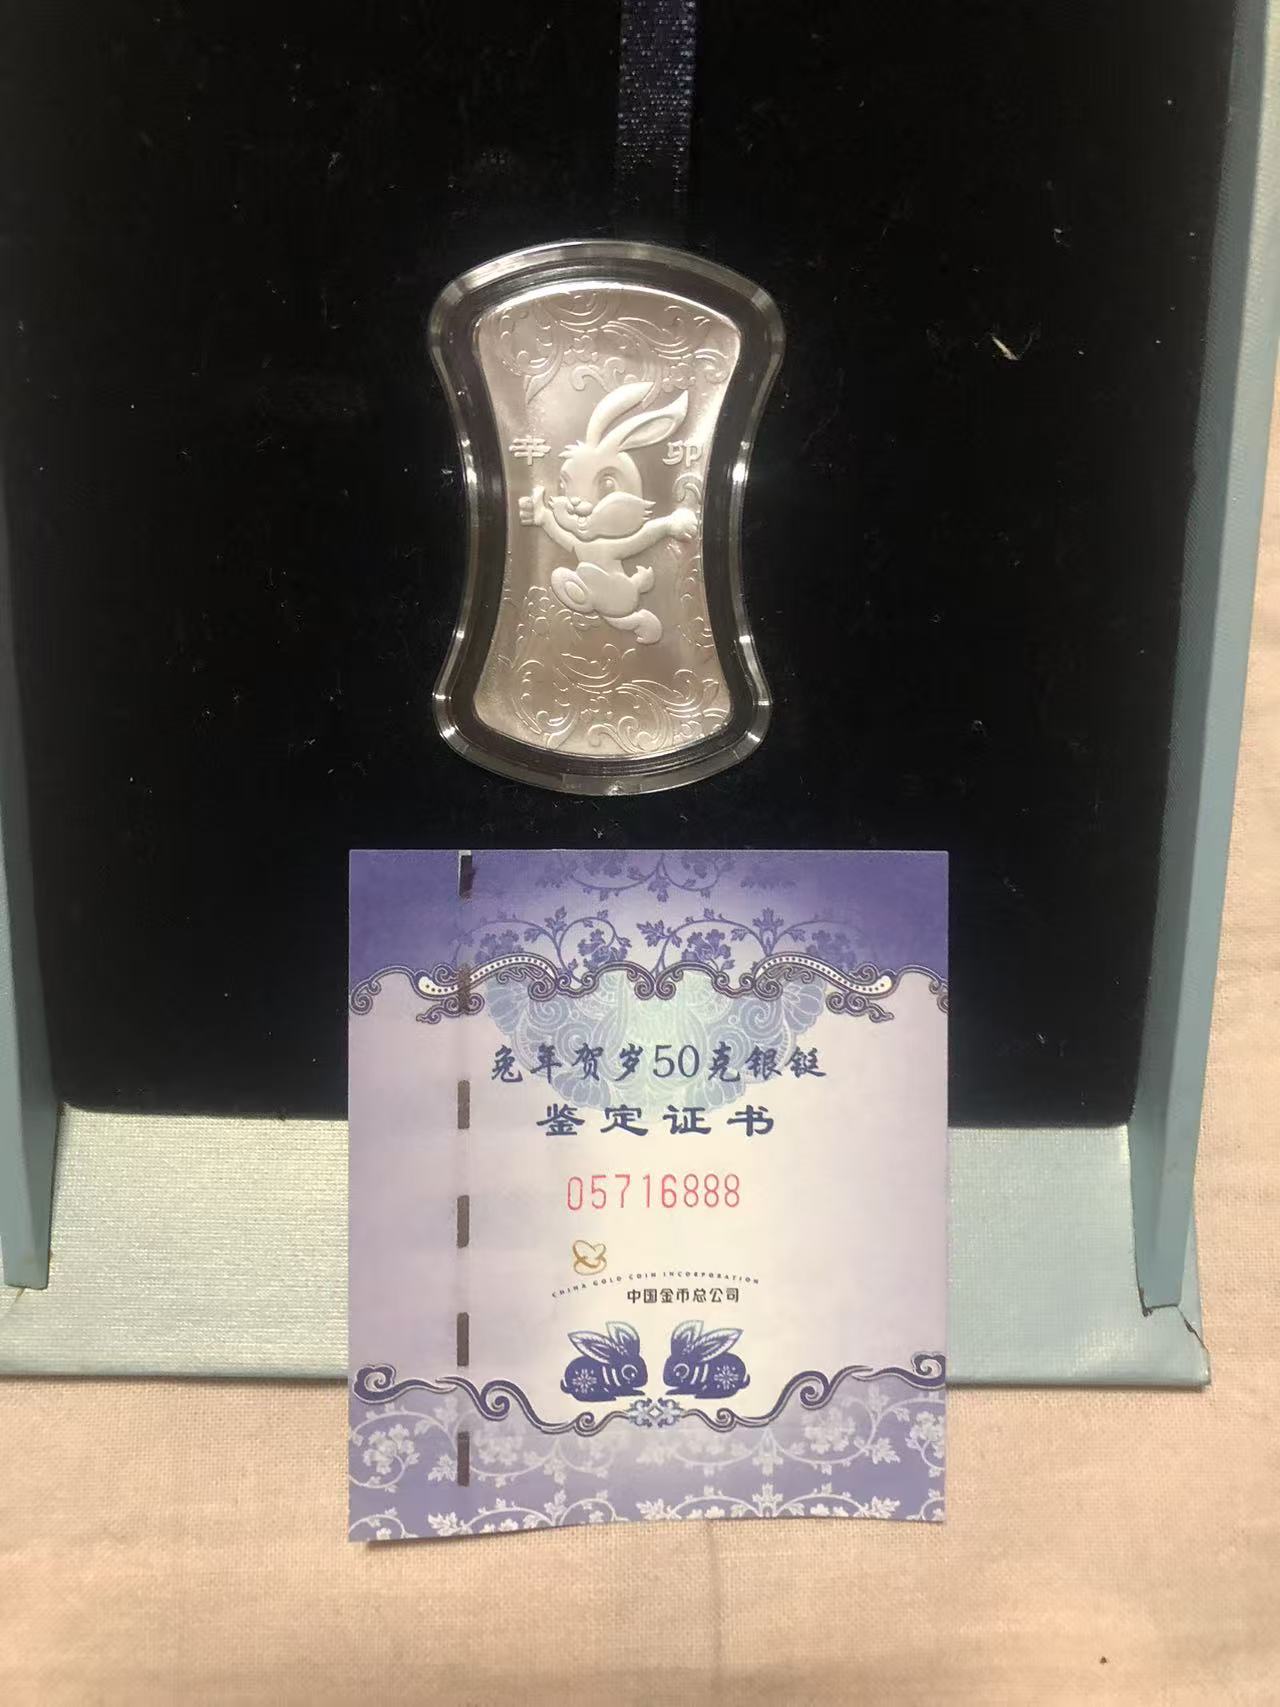 辛 卯
兔年贺岁50克银铤
鉴定证书
05716888
CHINA GOLD COIN INCORPORATION
中国金币总公司